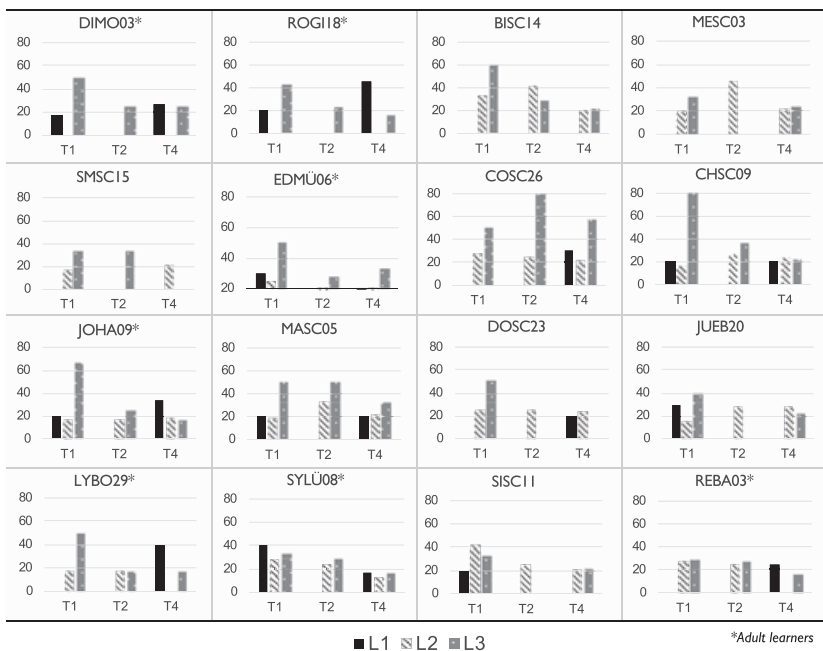 DIMO03* ROGI18* BISC14 MESC03
80 80 80 80
60 60 60 60
40 40 40 40
20 20 20 20
0 0 0 0
T1 T2 T4 T1 T2 T4 T1 T2 T4 T1 T2 T4
SMSC15 EDMÜ06* COSC26 CHSC09
80 80 80 80
60 60 60 60
40 40 40 40
20 20 20 20
0 0 0
T1 T2 T4 T1 T2 T4 T1 T2 T4 T1 T2 T4
JOHA09* MASC05 DOSC23 JUEB20
80 80 80 80
60 60 60 60
40 40 40 40
20 20 20 20
0 0 0 0
T1 T2 T4 T1 T2 T4 T1 T2 T4 T1 T2 T4
LYBO29* SYLÜ08* SISC11 REBA03*
80 80 80 80
60 60 60 60
40 40 40 40
20 20 20 20
0 0 0 0
T1 T2 T4 T1 T2 T4 T1 T2 T4 T1 T2 T4
L1 L2 L3 *Adult learners